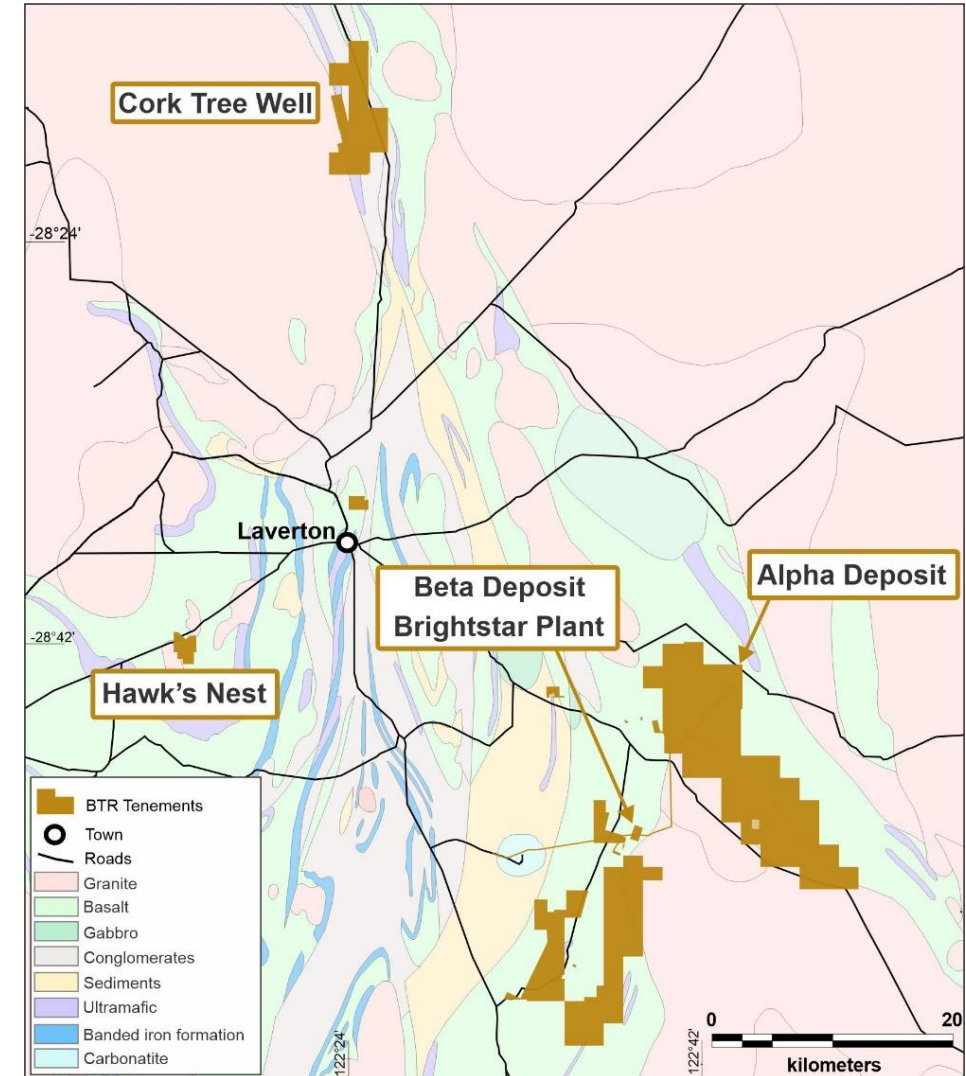 Cork Tree Well
-28°24'
Laverton
Beta Deposit
Brightstar Plant
Alpha Deposit
-28°42'
Hawk's Nest
BTR Tenements
Town
Roads
Granite
Basalt
Gabbro
Conglomerates
Sediments
Ultramafic
Banded iron formation
Carbonatite
122°24'
122°42'
0 20
kilometers